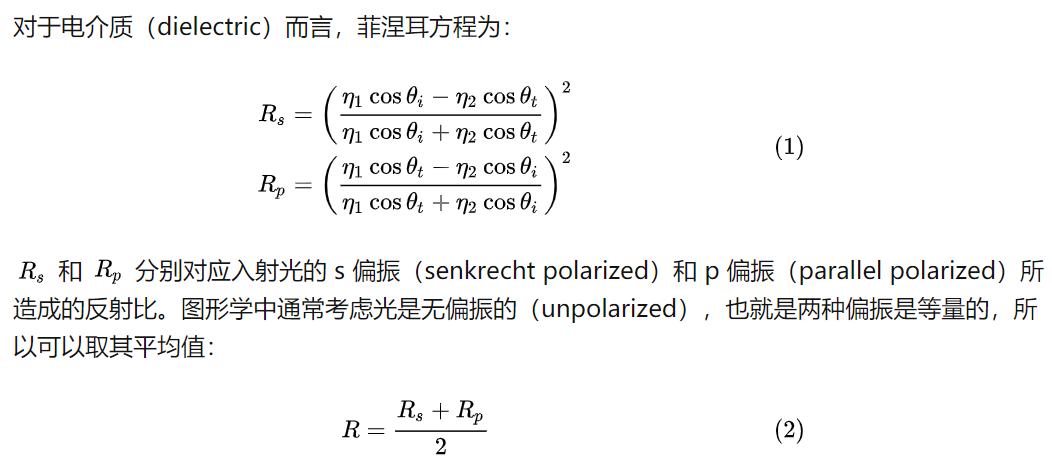 对于电介质（dielectric）而言，菲涅耳方程为：
$$R_s = \left( \frac{\eta_1 \cos \theta_i - \eta_2 \cos \theta_t}{\eta_1 \cos \theta_i + \eta_2 \cos \theta_t} \right)^2$$
$$R_p = \left( \frac{\eta_1 \cos \theta_t - \eta_2 \cos \theta_i}{\eta_1 \cos \theta_t + \eta_2 \cos \theta_i} \right)^2$$
(1)
$R_s$ 和 $R_p$ 分别对应入射光的 s 偏振（senkrecht polarized）和 p 偏振（parallel polarized）所
造成的反射比。图形学中通常考虑光是无偏振的（unpolarized），也就是两种偏振是等量的，所
以可以取其平均值：
$$R = \frac{R_s + R_p}{2}$$ (2)